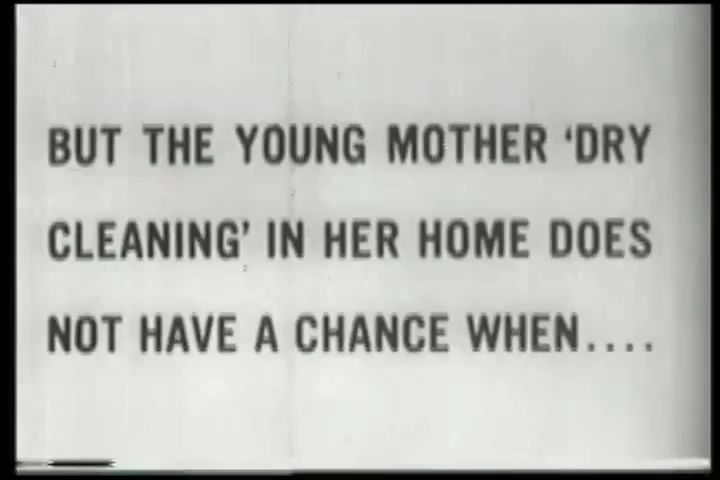 BUT THE YOUNG MOTHER ‘DRY
CLEANING’ IN HER HOME DOES
NOT HAVE A CHANCE WHEN....